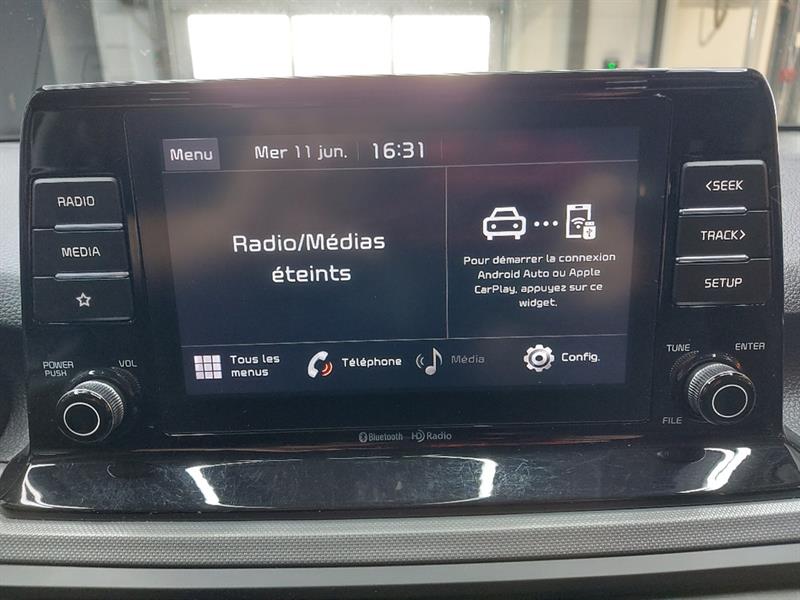 Menu
Mer 11 jun.
16:31
RADIO
MEDIA
<SEEK
TRACK>
SETUP
Radio/Médias
éteints
Pour démarrer la connexion
Android Auto ou Apple
CarPlay, appuyez sur ce
widget.
Tous les
menus
Téléphone
Média
Config.
POWER
PUSH
VOL
TUNE
ENTER
FILE
Bluetooth
HD Radio